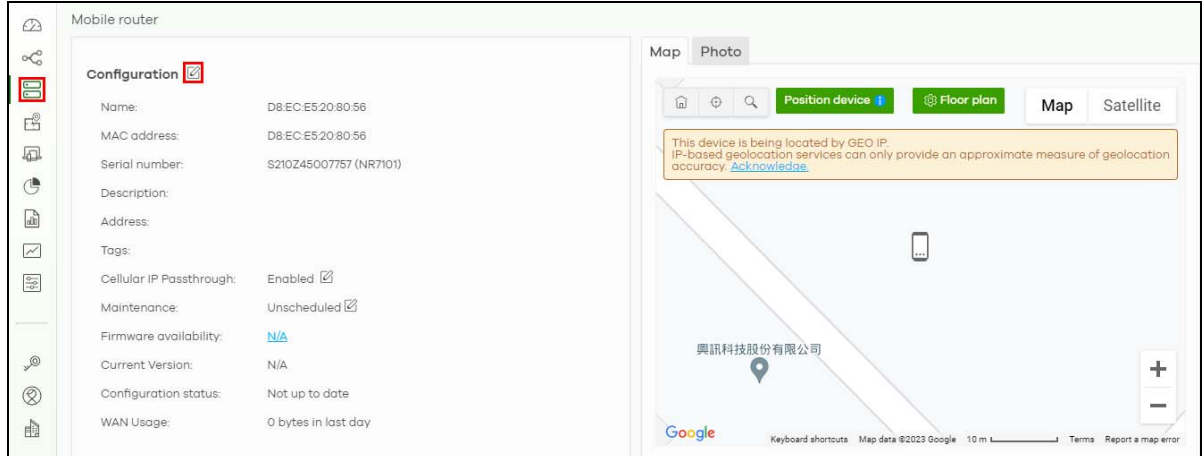 Mobile router
Configuration
Name: D8:EC:E5:20:80:56
MAC address: D8:EC:E5:20:80:56
Serial number: S210Z45007757 (NR7101)
Description:
Address:
Tags:
Cellular IP Passthrough: Enabled
Maintenance: Unscheduled
Firmware availability: N/A
Current Version: N/A
Configuration status: Not up to date
WAN Usage: 0 bytes in last day
Map Photo
Position device i Floor plan Map Satellite
This device is being located by GEO IP.
IP-based geolocation services can only provide an approximate measure of geolocation
accuracy. Acknowledge.
興訊科技股份有限公司
+
−
Google Keyboard shortcuts Map data ©2023 Google 10 m Terms Report a map error